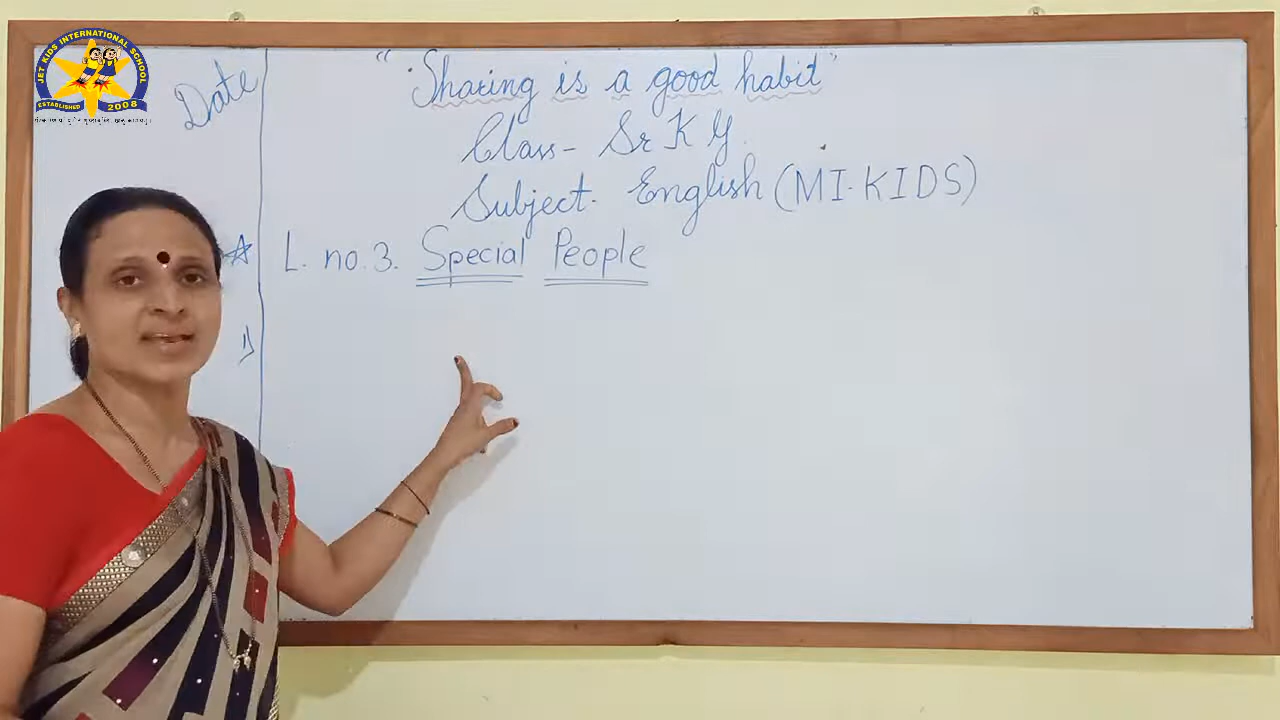 JET KIDS INTERNATIONAL SCHOOL
ESTABLISHED 2008
Date
"Sharing is a good habit"
Class- Sr K G.
Subject- English (MI-KIDS)
L. no.3. Special People
1)